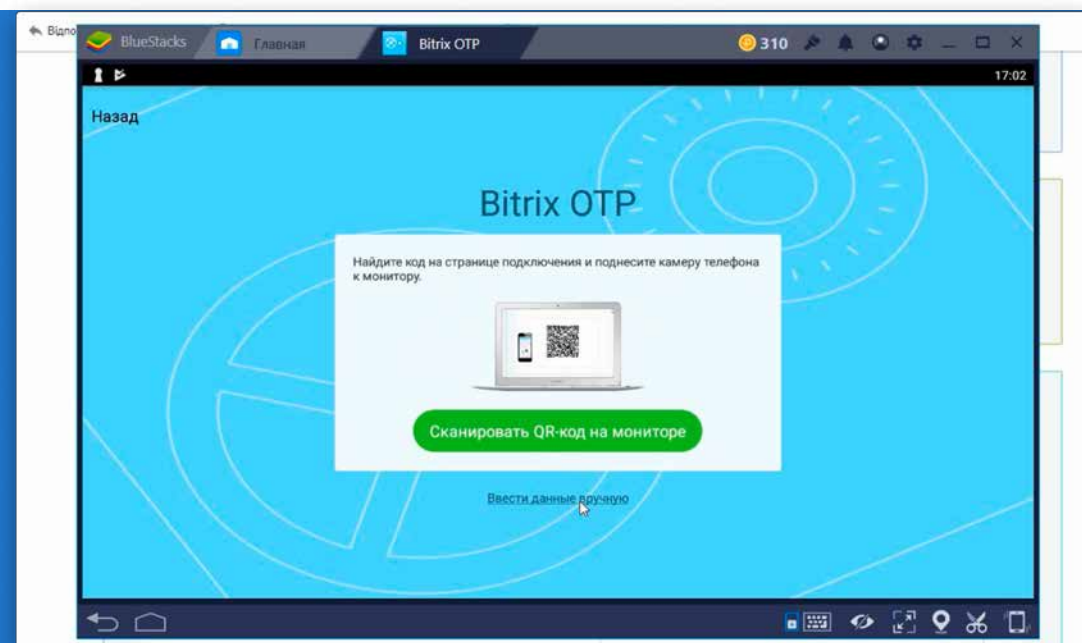 Відпо
BlueStacks
Главная
Bitrix OTP
310
17:02
Назад
Bitrix OTP
Найдите код на странице подключения и поднесите камеру телефона
к монитору.
Сканировать QR-код на мониторе
Ввести данные вручную